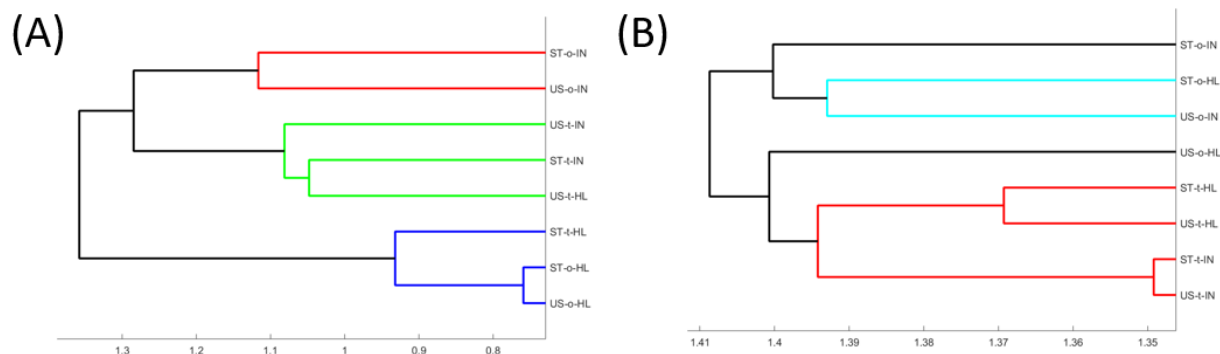 (A)
ST-o-IN
US-o-IN
US-t-IN
ST-t-IN
US-t-HL
ST-t-HL
ST-o-HL
US-o-HL
1.3 1.2 1.1 1 0.9 0.8
(B)
ST-o-IN
ST-o-HL
US-o-IN
US-o-HL
ST-t-HL
US-t-HL
ST-t-IN
US-t-IN
1.41 1.4 1.39 1.38 1.37 1.36 1.35